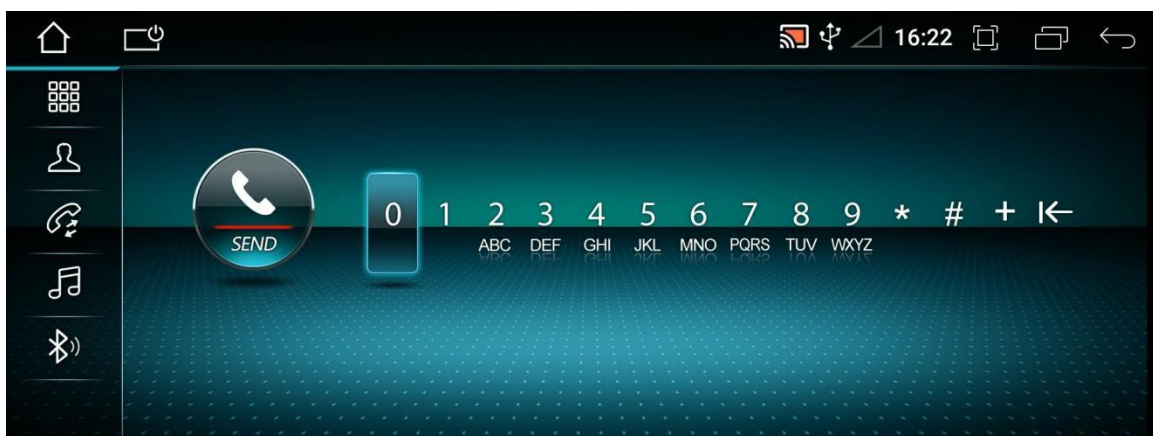 16:22
0 1 2 3 4 5 6 7 8 9 * # +
SEND ABC DEF GHI JKL MNO PQRS TUV WXYZ